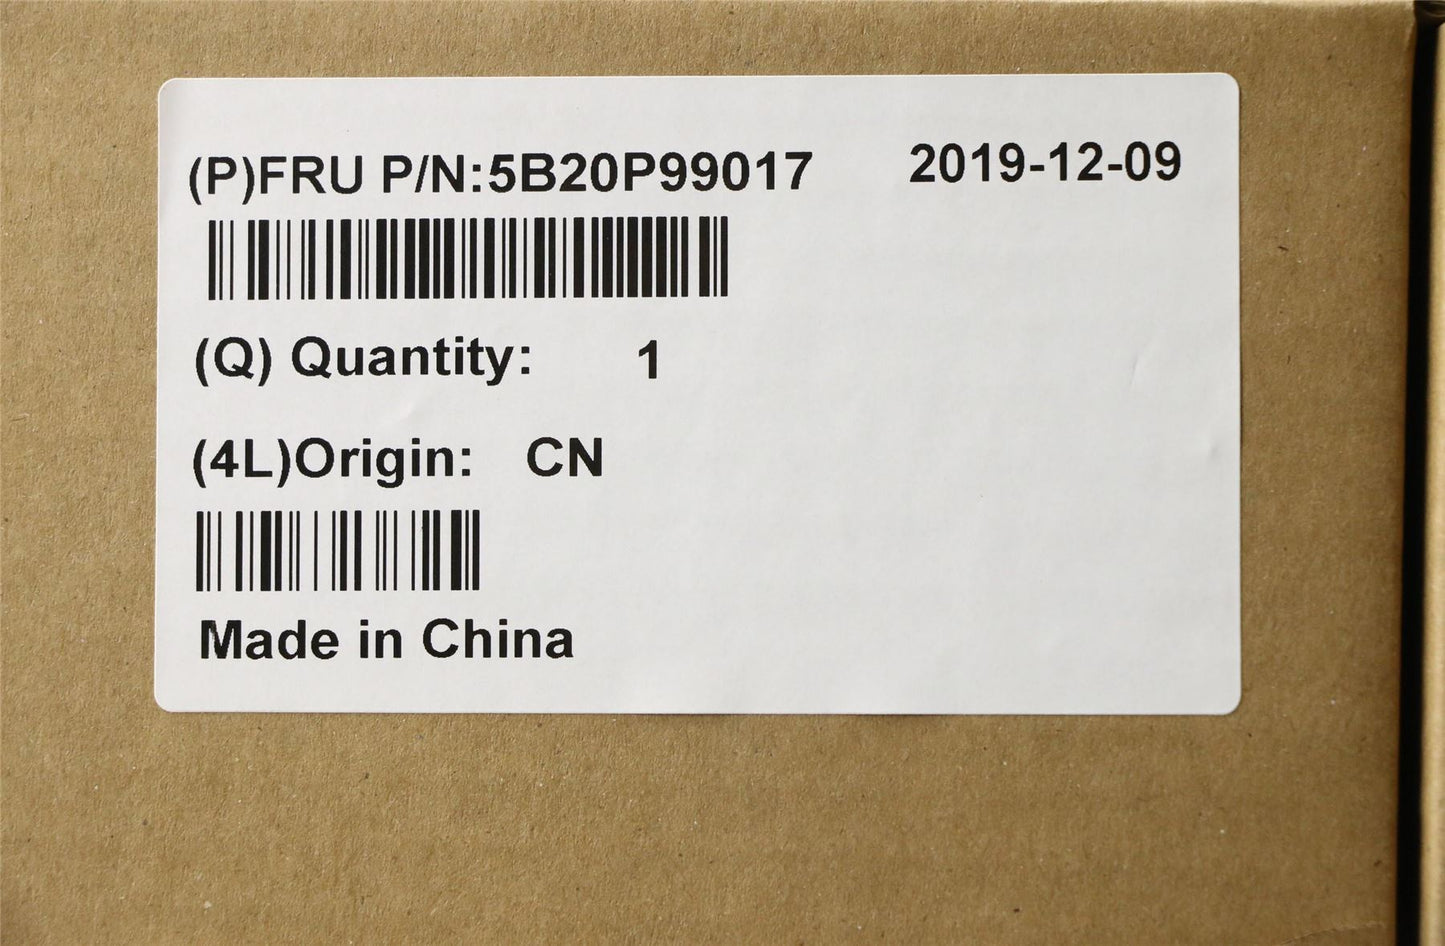 (P)FRU P/N:5B20P99017 2019-12-09
(Q) Quantity: 1
(4L)Origin: CN
Made in China